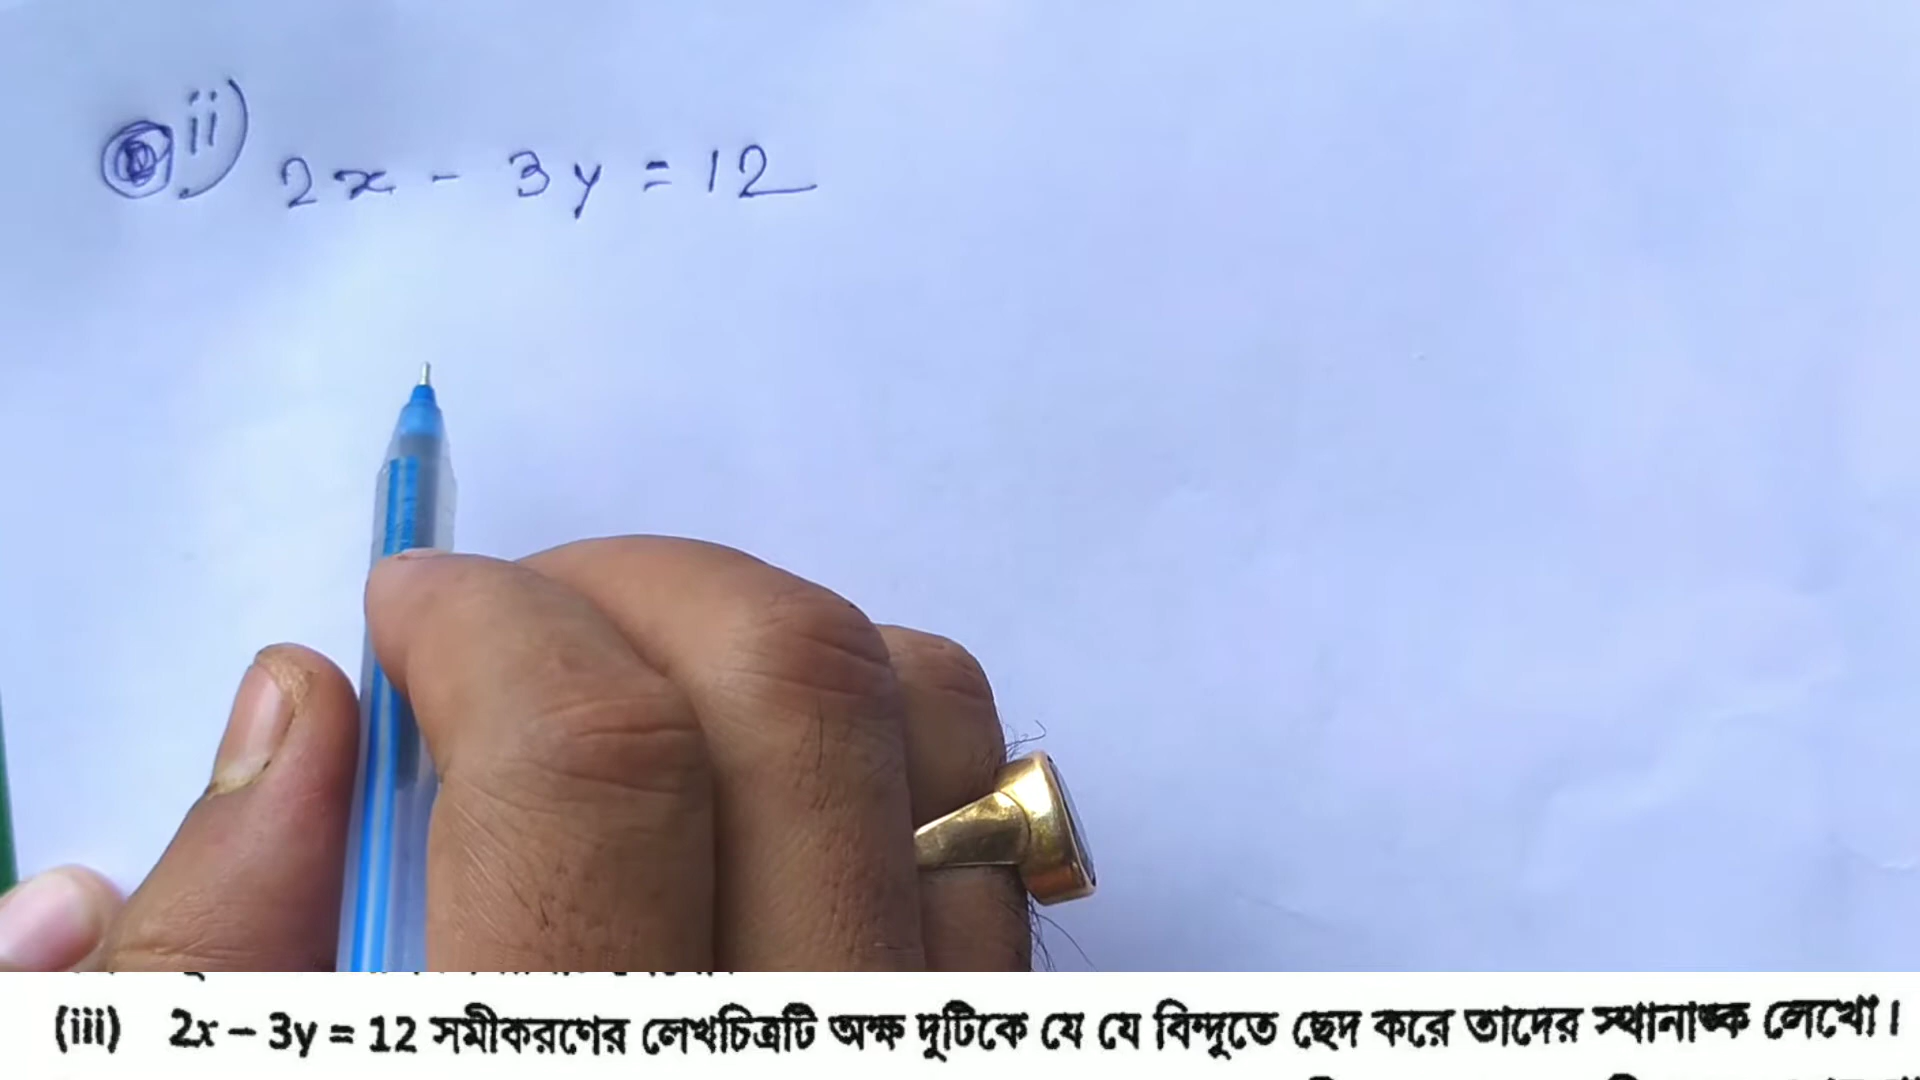 ii) 2x - 3y = 12
(iii) 2x – 3y = 12 সমীকরণের লেখচিত্রটি অক্ষ দুটিকে যে যে বিন্দুতে ছেদ করে তাদের স্থানাঙ্ক লেখো।